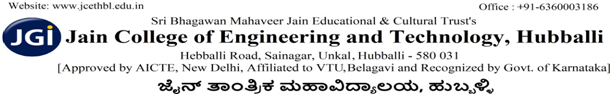 Website: www.jcethbl.edu.in Office : +91-6360003186
Sri Bhagawan Mahaveer Jain Educational & Cultural Trust's
JGi Jain College of Engineering and Technology, Hubballi
Hebballi Road, Sainagar, Unkal, Hubballi - 580 031
[Approved by AICTE, New Delhi, Affiliated to VTU,Belagavi and Recognized by Govt. of Karnataka]
ಜೈನ್ ತಾಂತ್ರಿಕ ಮಹಾವಿದ್ಯಾಲಯ, ಹುಬ್ಬಳ್ಳಿ